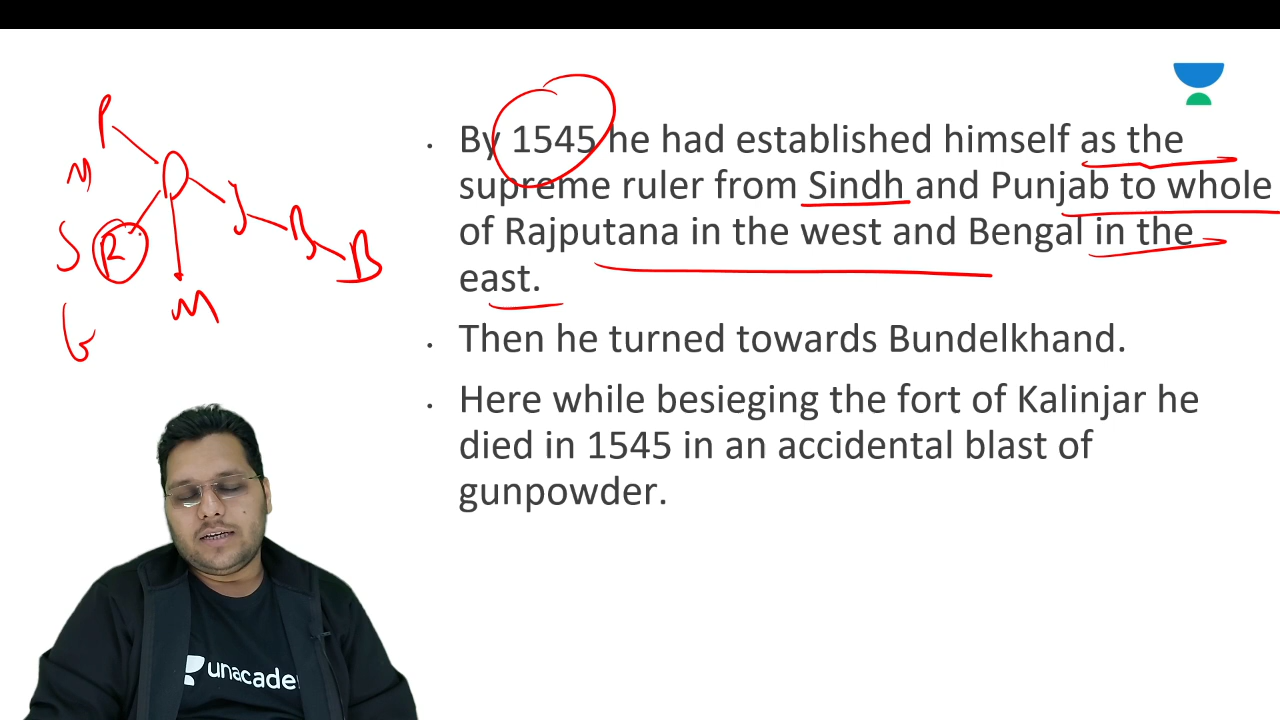 By 1545 he had established himself as the
supreme ruler from Sindh and Punjab to whole
of Rajputana in the west and Bengal in the
east.
Then he turned towards Bundelkhand.
Here while besieging the fort of Kalinjar he
died in 1545 in an accidental blast of
gunpowder.
P
M
D
S
R
J
B
B
M
G